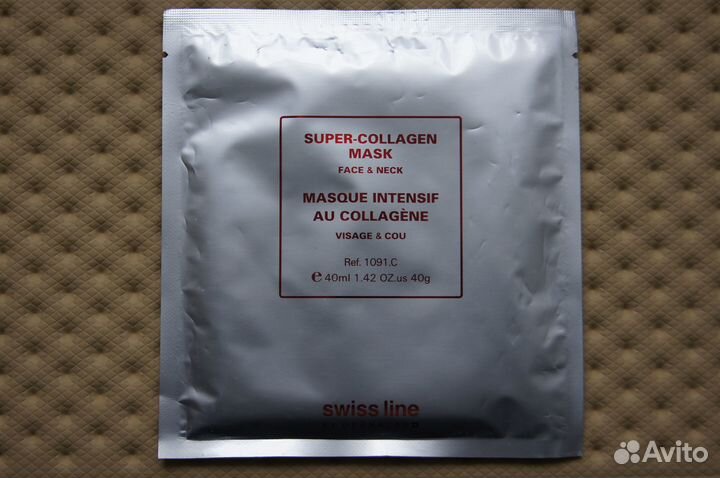 SUPER-COLLAGEN
MASK
FACE & NECK
MASQUE INTENSIF
AU COLLAGÈNE
VISAGE & COU
Ref. 1091.C
℮ 40ml 1.42 OZ.us 40g
swiss line
Avito